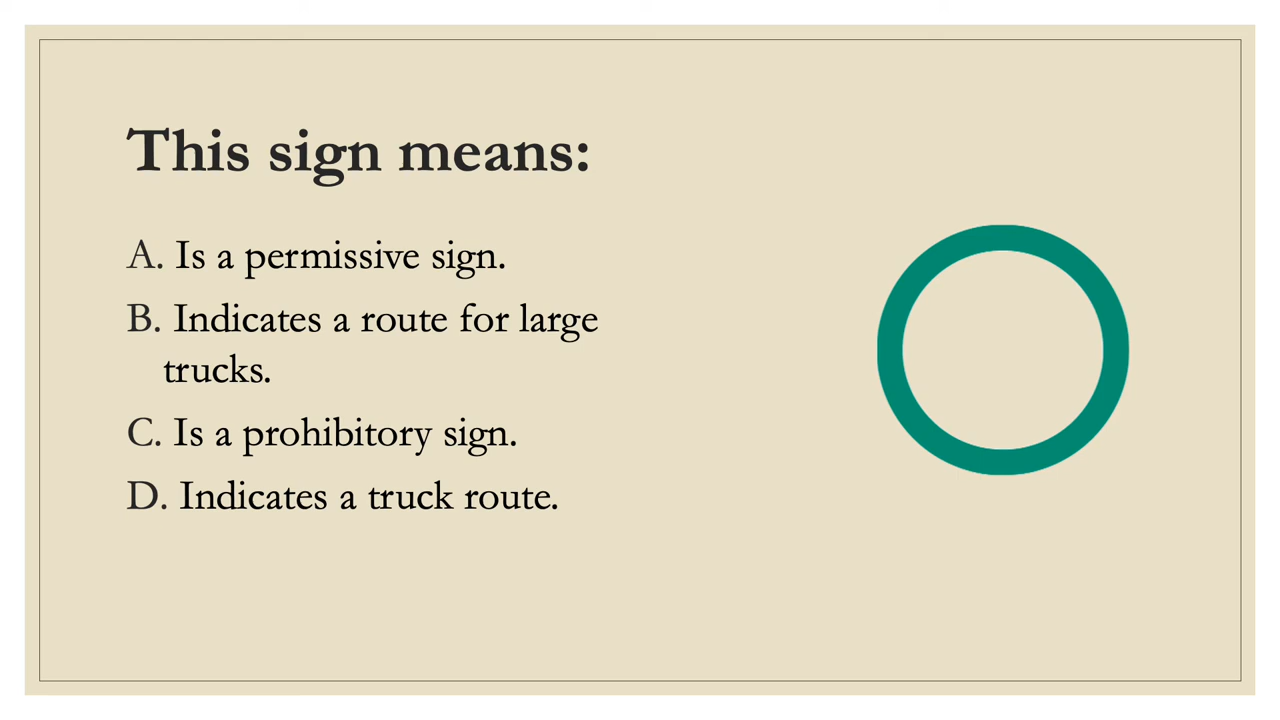 This sign means:
A. Is a permissive sign.
B. Indicates a route for large
trucks.
C. Is a prohibitory sign.
D. Indicates a truck route.